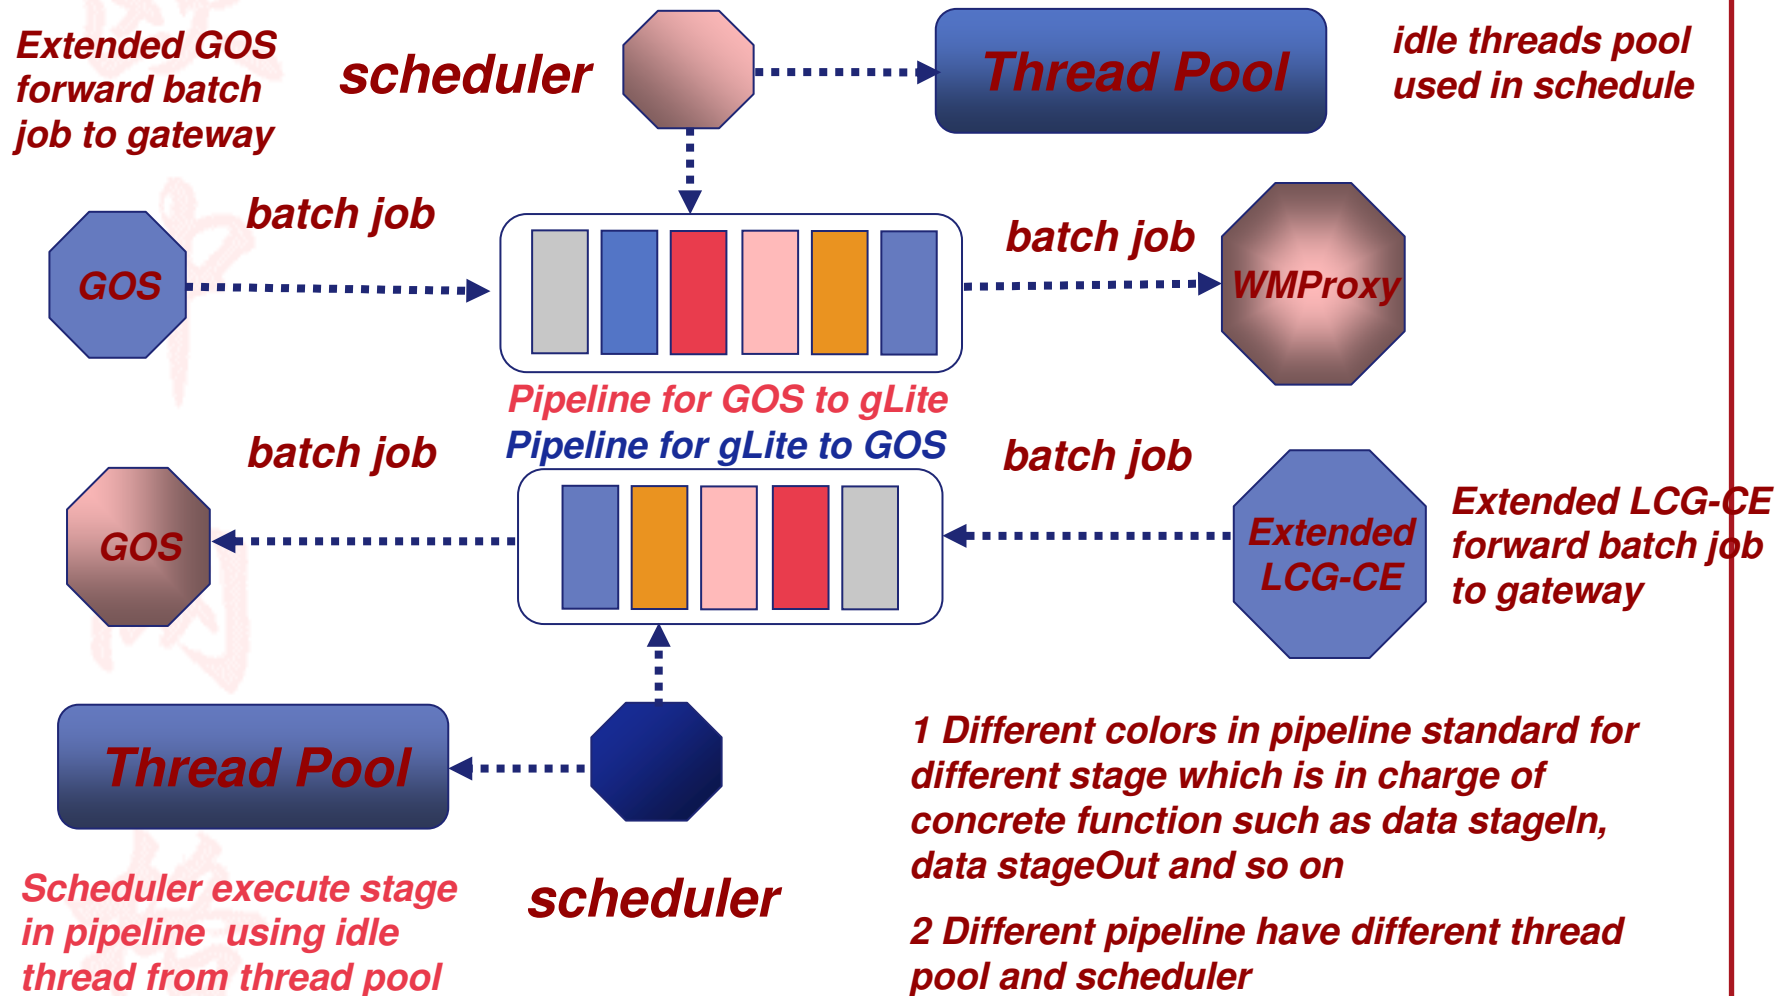 Extended GOS
forward batch
job to gateway
scheduler
Thread Pool
idle threads pool
used in schedule
batch job
batch job
GOS
WMProxy
Pipeline for GOS to gLite
Pipeline for gLite to GOS
batch job
batch job
GOS
Extended
LCG-CE
Extended LCG-CE
forward batch job
to gateway
Thread Pool
scheduler
Scheduler execute stage
in pipeline using idle
thread from thread pool
1 Different colors in pipeline standard for
different stage which is in charge of
concrete function such as data stageIn,
data stageOut and so on
2 Different pipeline have different thread
pool and scheduler